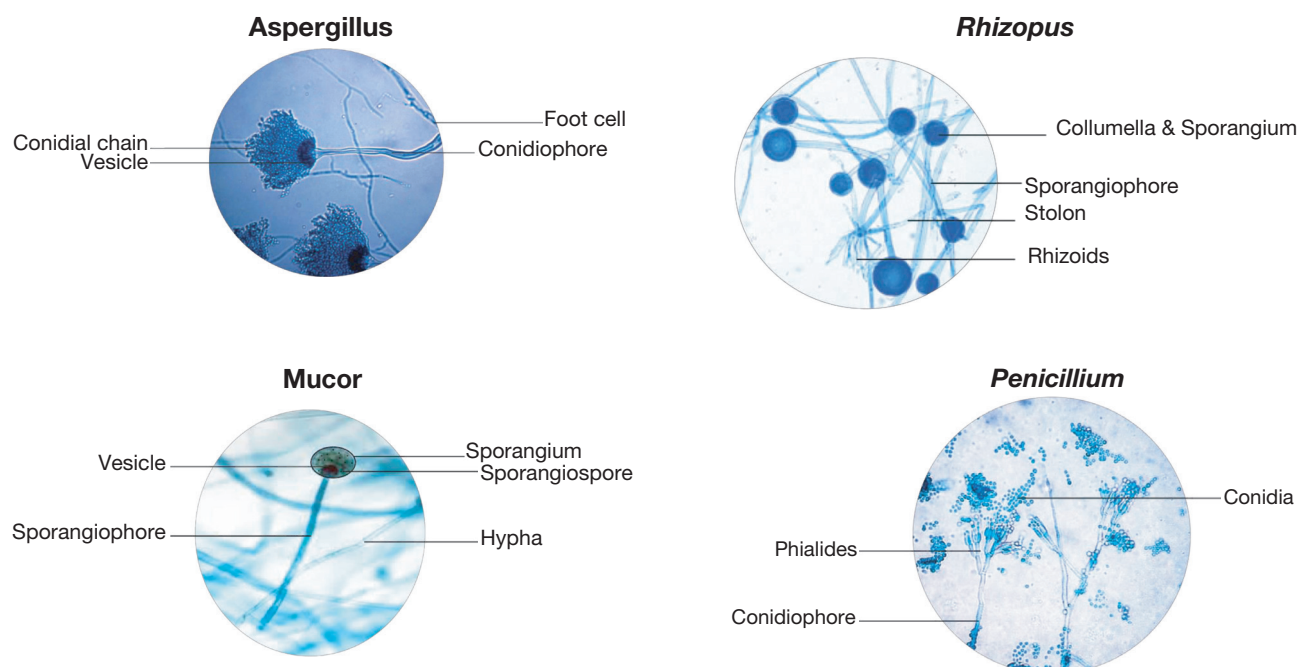 Aspergillus
Foot cell
Conidial chain
Conidiophore
Vesicle
Rhizopus
Collumella & Sporangium
Sporangiophore
Stolon
Rhizoids
Mucor
Sporangium
Vesicle
Sporangiospore
Sporangiophore
Hypha
Penicillium
Conidia
Phialides
Conidiophore